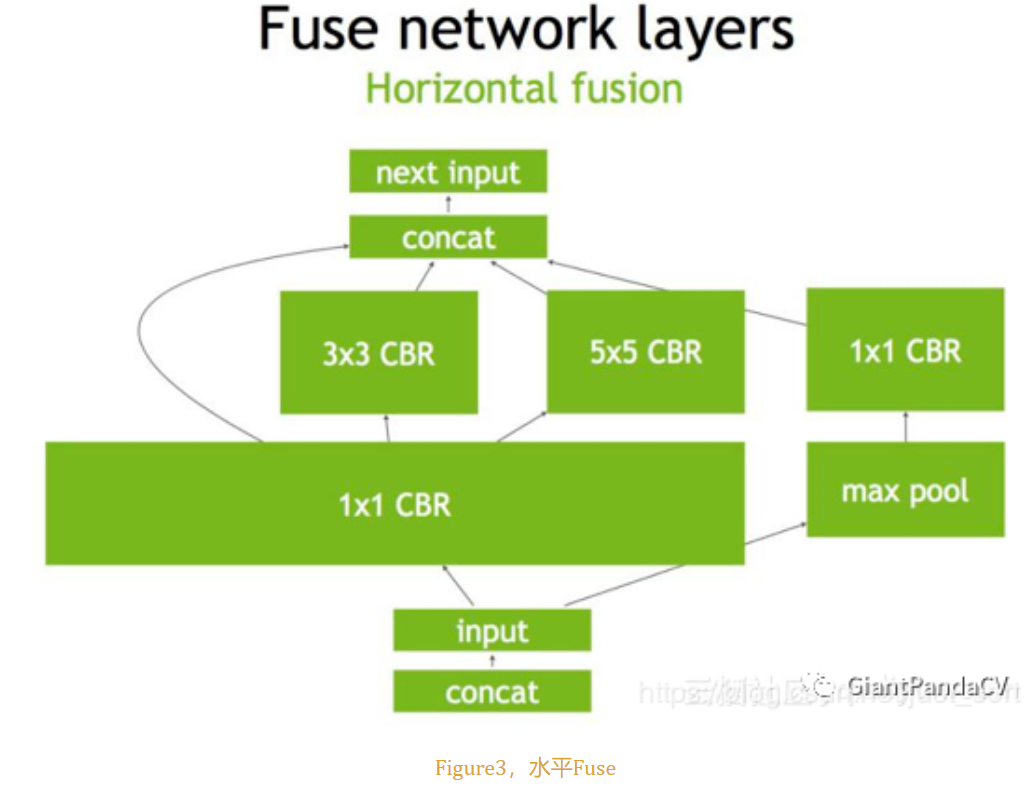 Fuse network layers
Horizontal fusion
next input
concat
3x3 CBR
5x5 CBR
1x1 CBR
1x1 CBR
max pool
input
concat
GiantPandaCV
Figure3，水平Fuse